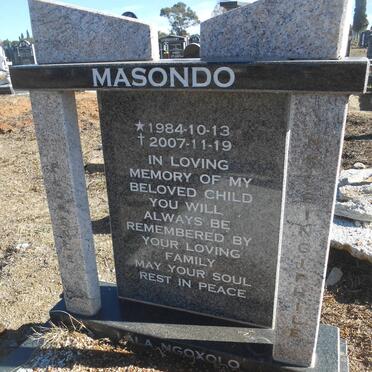 MASONDO
★1984-10-13
✝2007-11-19
IN LOVING
MEMORY OF MY
BELOVED CHILD
YOU WILL
ALWAYS BE
REMEMBERED BY
YOUR LOVING
FAMILY
MAY YOUR SOUL
REST IN PEACE
NGOXOLO